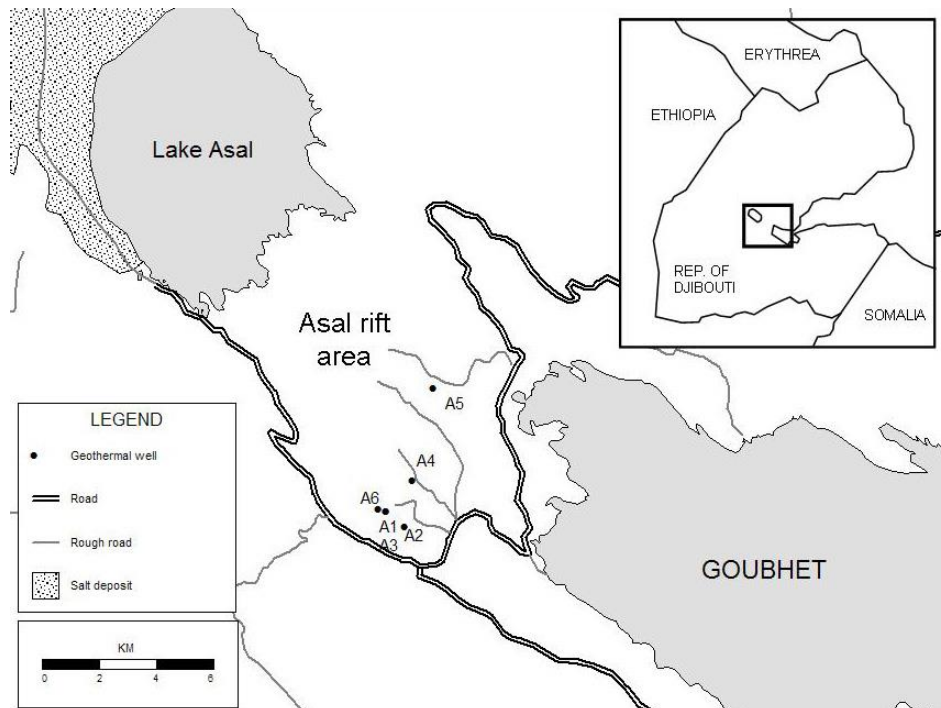 ERYTHREA
ETHIOPIA
REP. OF
DJIBOUTI
SOMALIA
Lake Asal
Asal rift
area
A5
A4
A6
A1
A2
A3
GOUBHET
LEGEND
Geothermal well
Road
Rough road
Salt deposit
KM
0 2 4 6